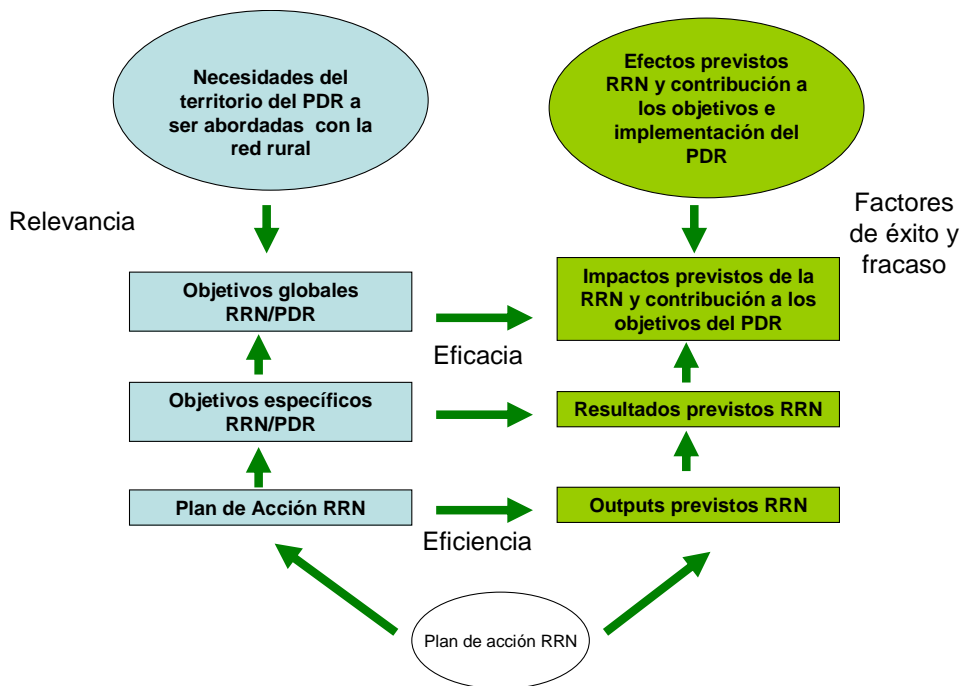 Necesidades del
territorio del PDR a
ser abordadas con la
red rural
Efectos previstos
RRN y contribución a
los objetivos e
implementación del
PDR
Relevancia
Factores
de éxito y
fracaso
Objetivos globales
RRN/PDR
Impactos previstos de la
RRN y contribución a los
objetivos del PDR
Eficacia
Objetivos específicos
RRN/PDR
Resultados previstos RRN
Plan de Acción RRN
Outputs previstos RRN
Eficiencia
Plan de acción RRN